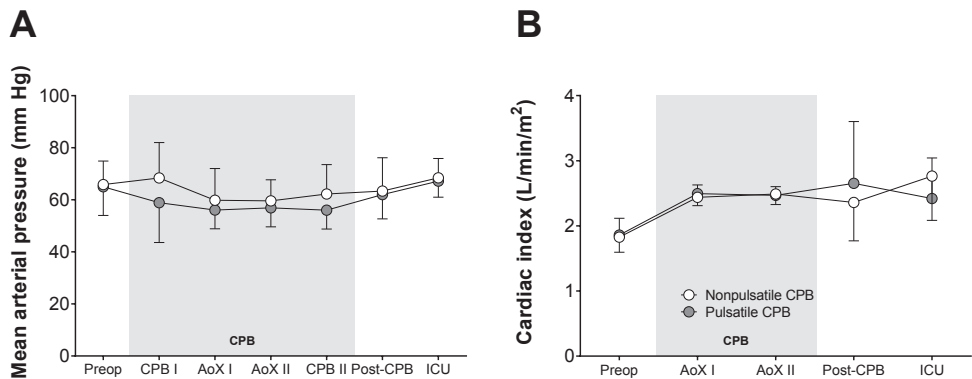 A
Mean arterial pressure (mm Hg)
100
80
60
40
20
0
CPB
Preop CPB I AoX I AoX II CPB II Post-CPB ICU
B
Cardiac index (L/min/m²)
4
3
2
1
0
Nonpulsatile CPB
Pulsatile CPB
CPB
Preop AoX I AoX II Post-CPB ICU